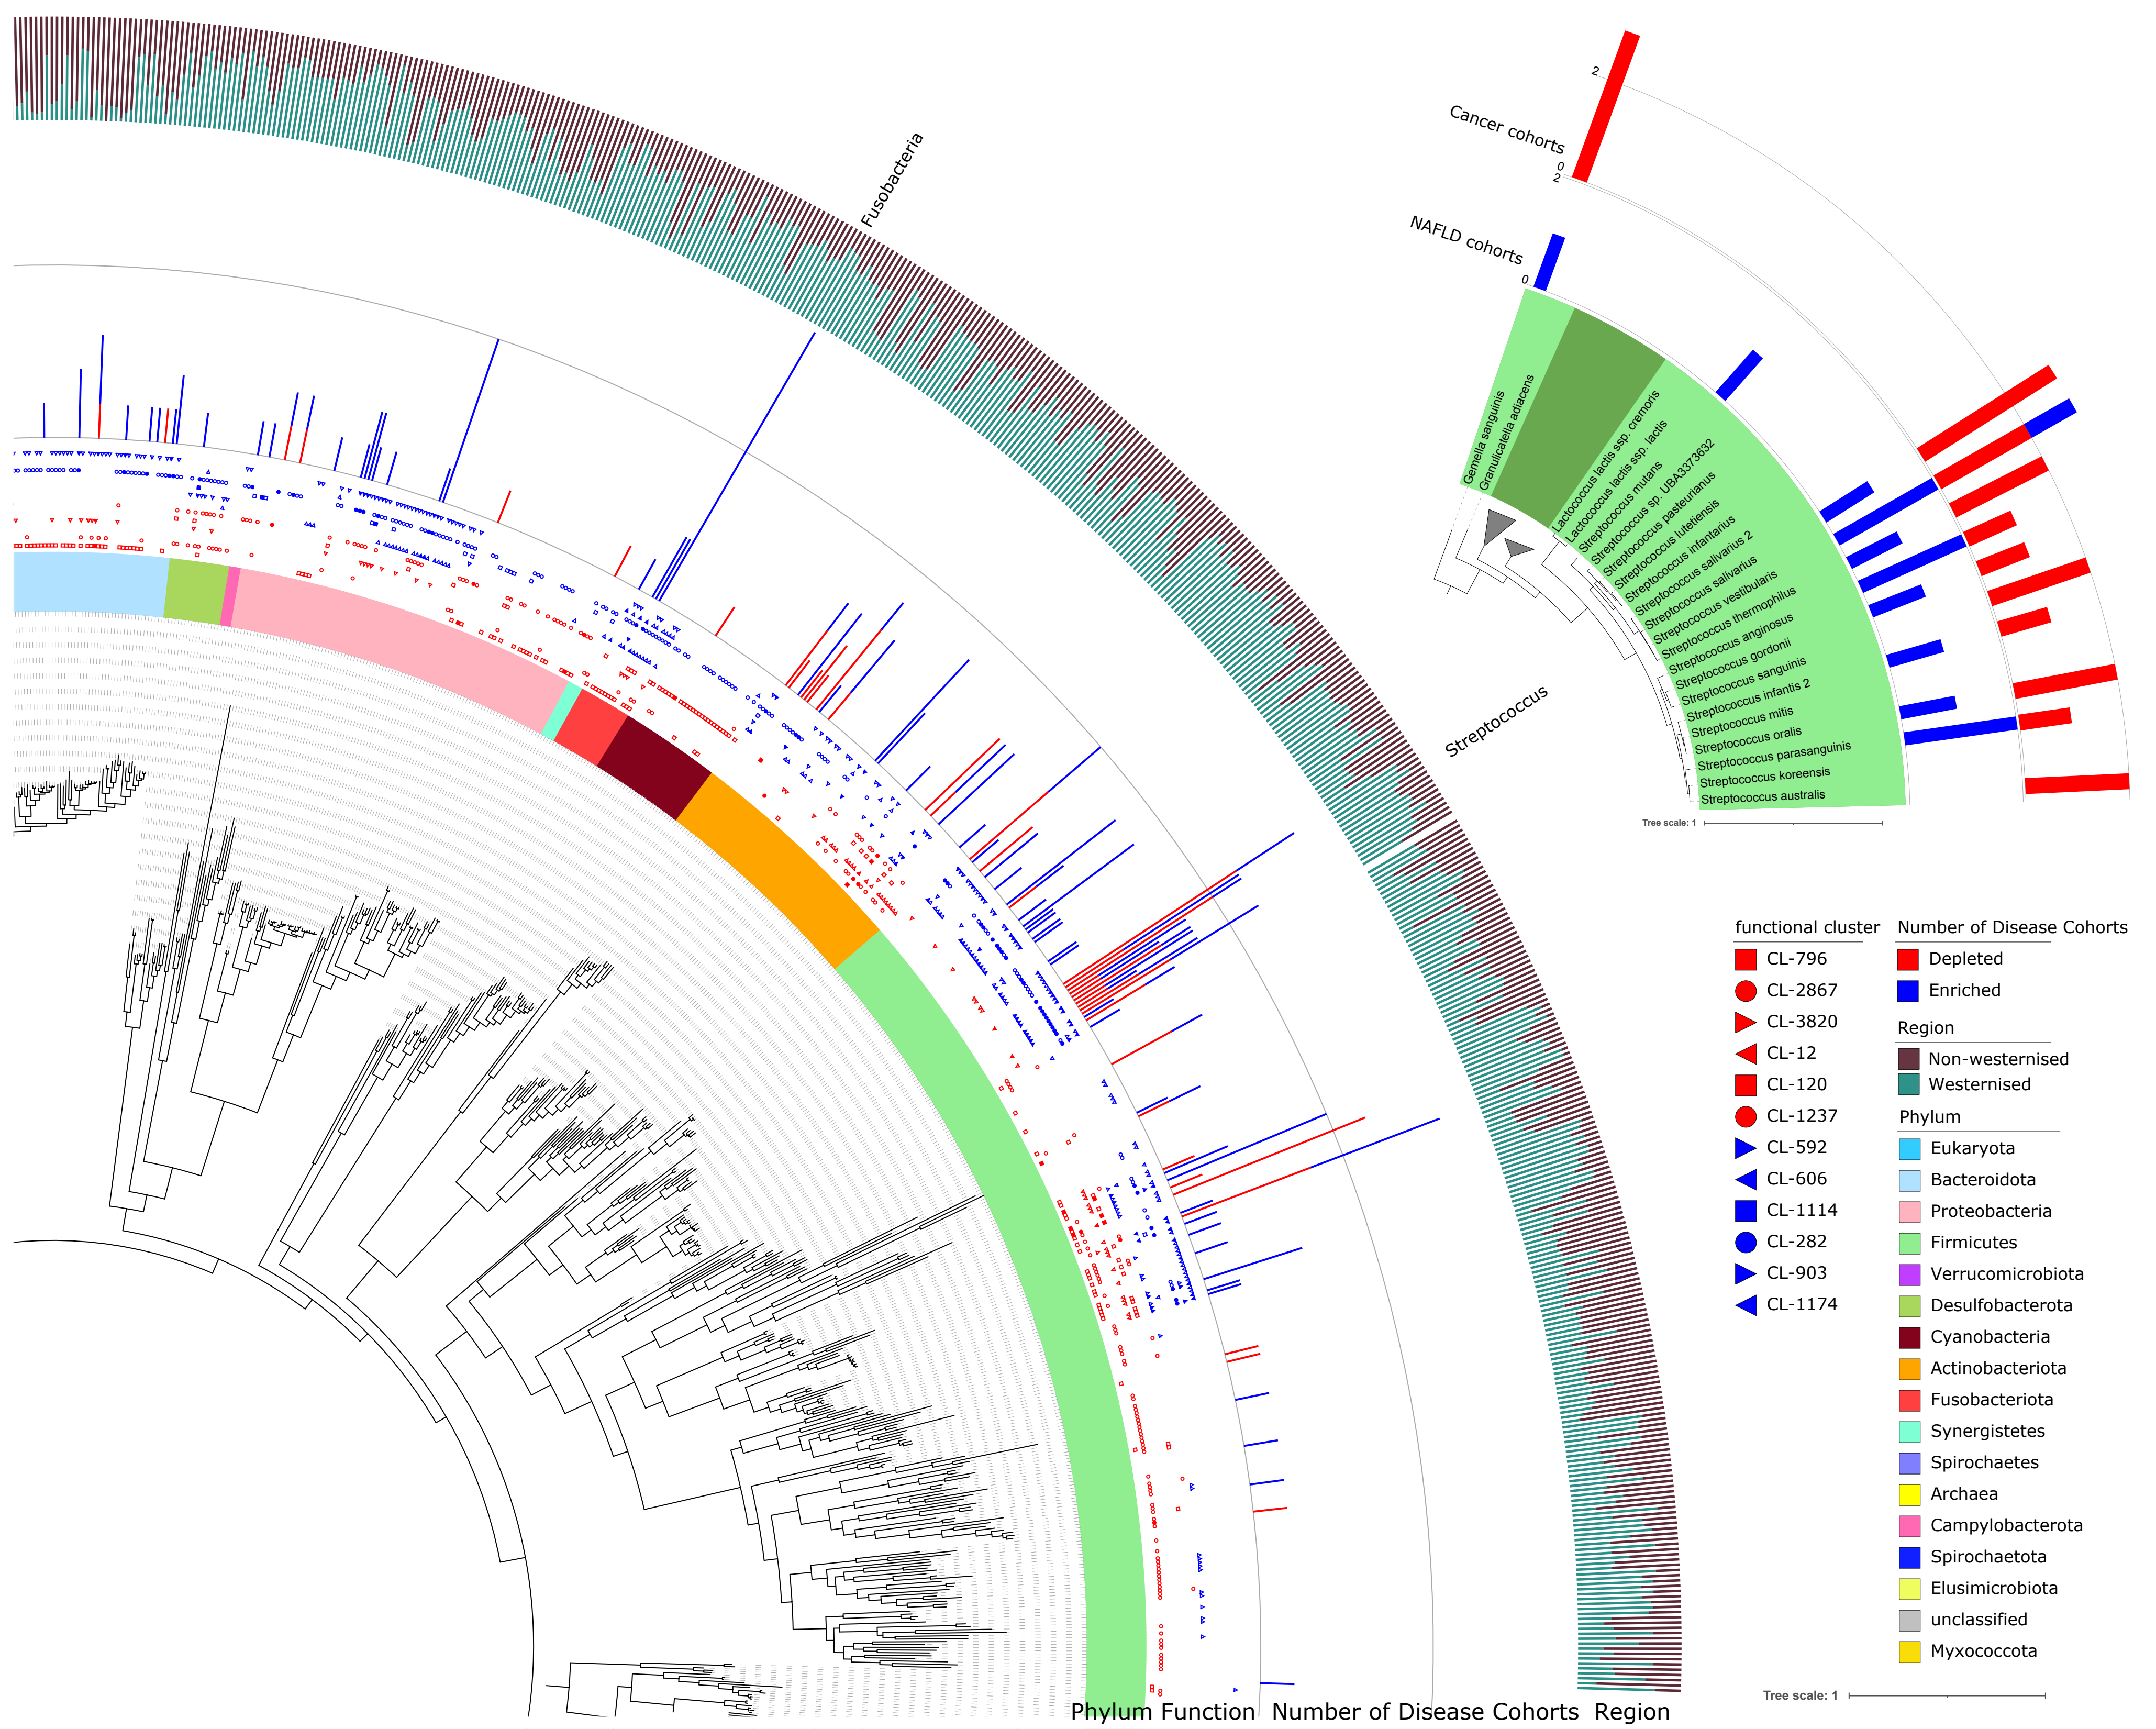 Fusobacteria
Streptococcus
Cancer cohorts
2
0
2
NAFLD cohorts
0
Gemella sanguinis
Granulicatella adiacens
Lactococcus lactis ssp. cremoris
Lactococcus lactis ssp. lactis
Streptococcus mutans
Streptococcus sp. UBA3373632
Streptococcus pasteurianus
Streptococcus lutetiensis
Streptococcus infantarius
Streptococcus salivarius 2
Streptococcus salivarius
Streptococcus vestibularis
Streptococcus thermophilus
Streptococcus anginosus
Streptococcus gordonii
Streptococcus sanguinis
Streptococcus infantis 2
Streptococcus mitis
Streptococcus oralis
Streptococcus parasanguinis
Streptococcus koreensis
Streptococcus australis
Tree scale: 1
functional cluster
CL-796
CL-2867
CL-3820
CL-12
CL-120
CL-1237
CL-592
CL-606
CL-1114
CL-282
CL-903
CL-1174
Number of Disease Cohorts
Depleted
Enriched
Region
Non-westernised
Westernised
Phylum
Eukaryota
Bacteroidota
Proteobacteria
Firmicutes
Verrucomicrobiota
Desulfobacterota
Cyanobacteria
Actinobacteriota
Fusobacteriota
Synergistetes
Spirochaetes
Archaea
Campylobacterota
Spirochaetota
Elusimicrobiota
unclassified
Myxococcota
Tree scale: 1
Phylum Function Number of Disease Cohorts Region